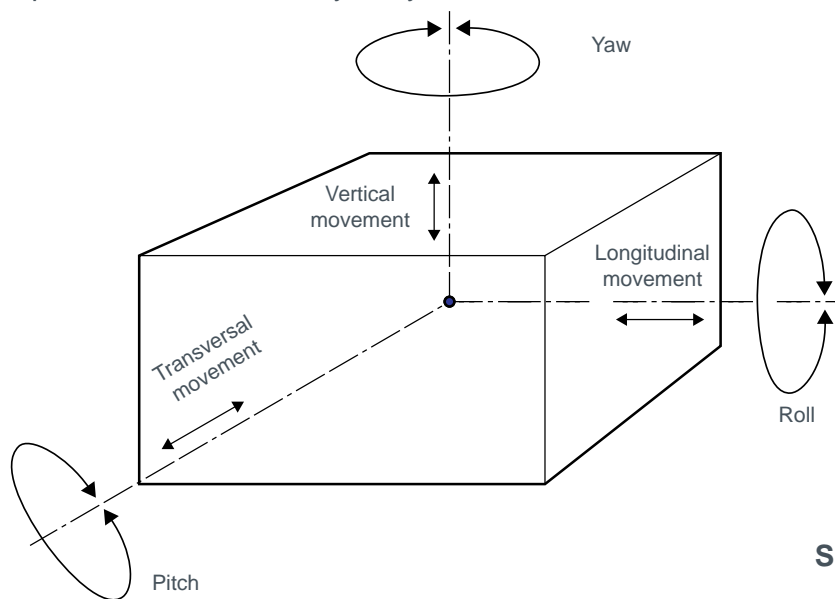 Yaw
Vertical
movement
Longitudinal
movement
Transversal
movement
Roll
S
Pitch